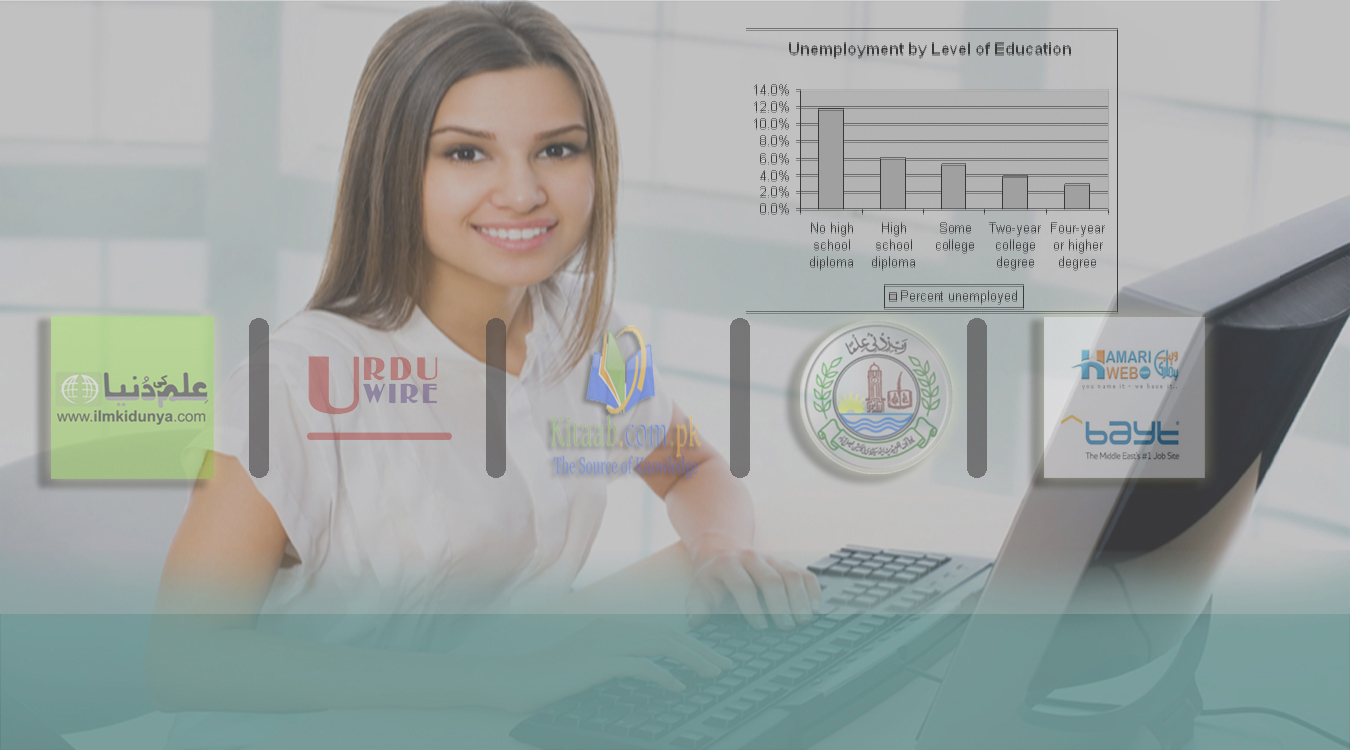 Unemployment by Level of Education
14.0%
12.0%
10.0%
8.0%
6.0%
4.0%
2.0%
0.0%
No high school diploma
High school diploma
Some college
Two-year college degree
Four-year or higher degree
Percent unemployed
علم کی دُنیا
www.ilmkidunya.com
URDU
WIRE
Kitaab.com.pk
The Source of Knowledge
رَبِّ زِدْنِي عِلْمًا
HAMARI
WEB
you name it - we have it..
bayt
The Middle East's #1 Job Site